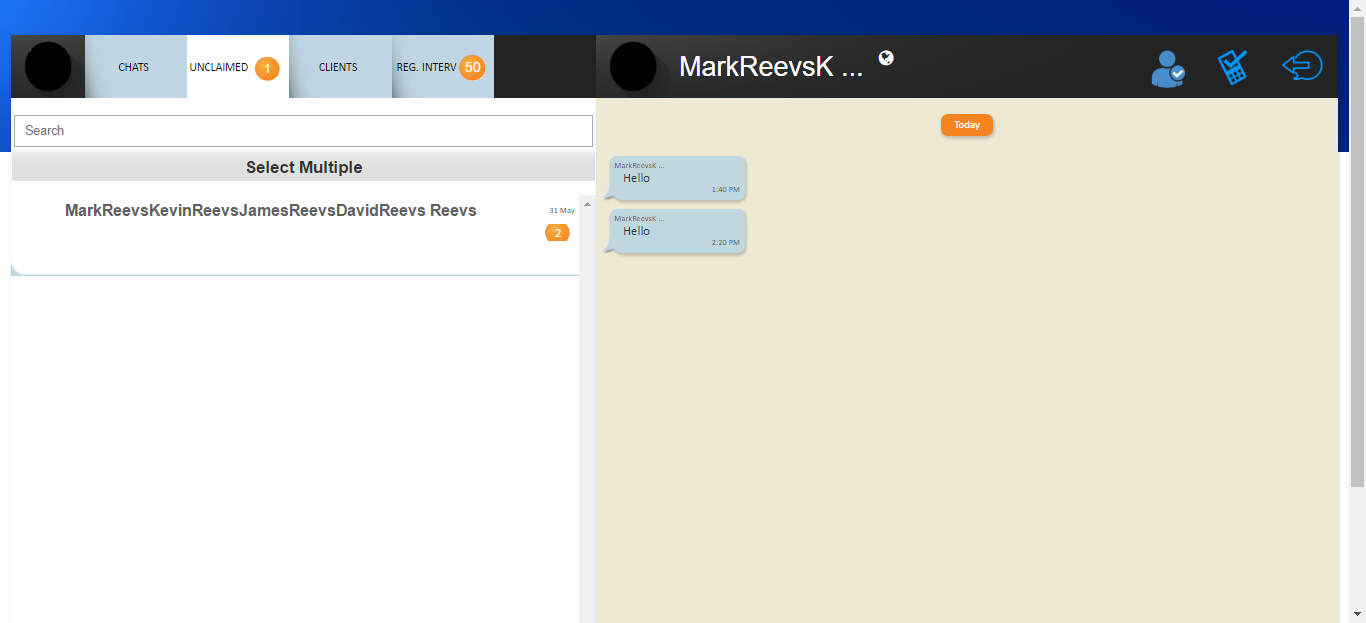 CHATS
UNCLAIMED 1
CLIENTS
REG. INTERV 50
Search
Select Multiple
MarkReevsKevinReevsJamesReevsDavidReevs Reevs
31 May
2
MarkReevsK ...
Today
MarkReevsK ...
Hello
1:40 PM
MarkReevsK ...
Hello
2:20 PM